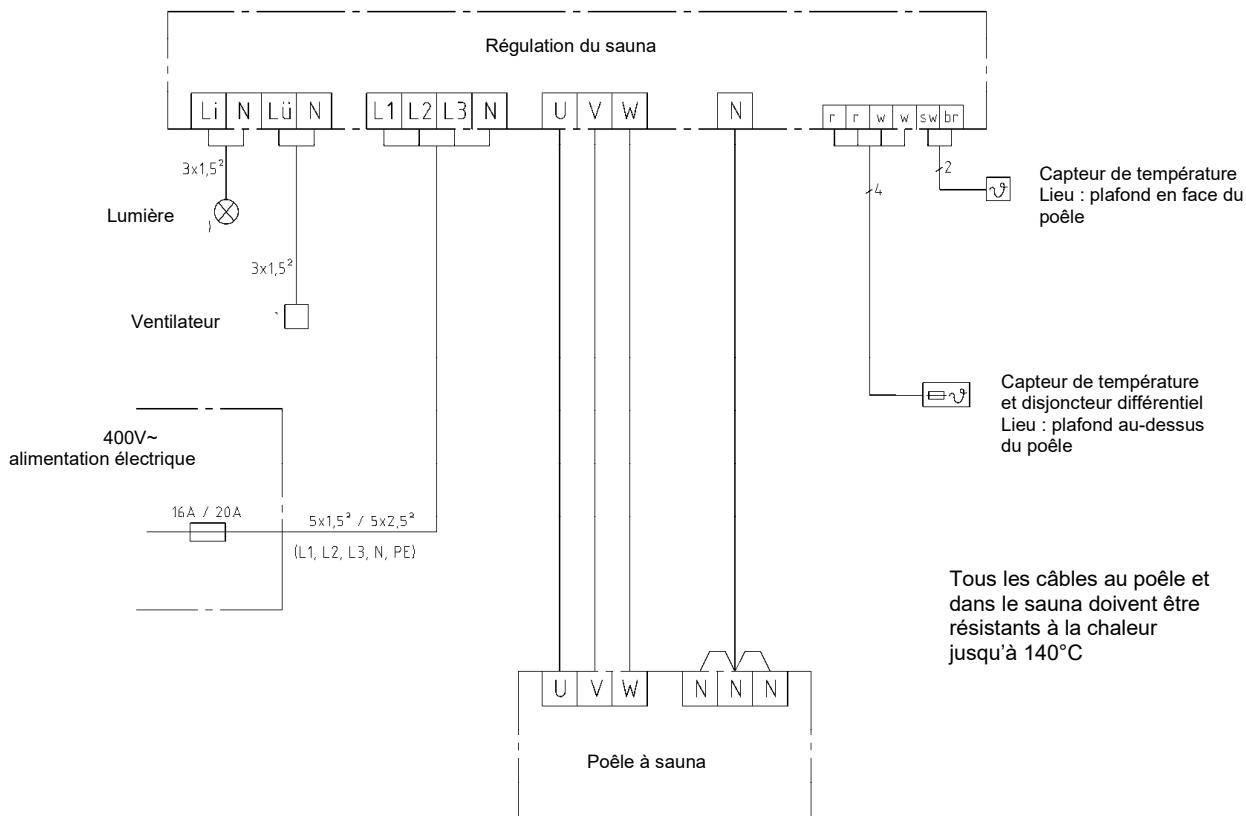 Régulation du sauna
Li N Lü N L1 L2 L3 N U V W N r r w w sw br
3x1,5²
2
4
Capteur de température
Lieu : plafond en face du
poêle
Lumière
3x1,5²
Ventilateur
Capteur de température
et disjoncteur différentiel
Lieu : plafond au-dessus
du poêle
400V~
alimentation électrique
16A / 20A
5x1,5² / 5x2,5²
(L1, L2, L3, N, PE)
Tous les câbles au poêle et
dans le sauna doivent être
résistants à la chaleur
jusqu'à 140°C
U V W N N N
Poêle à sauna